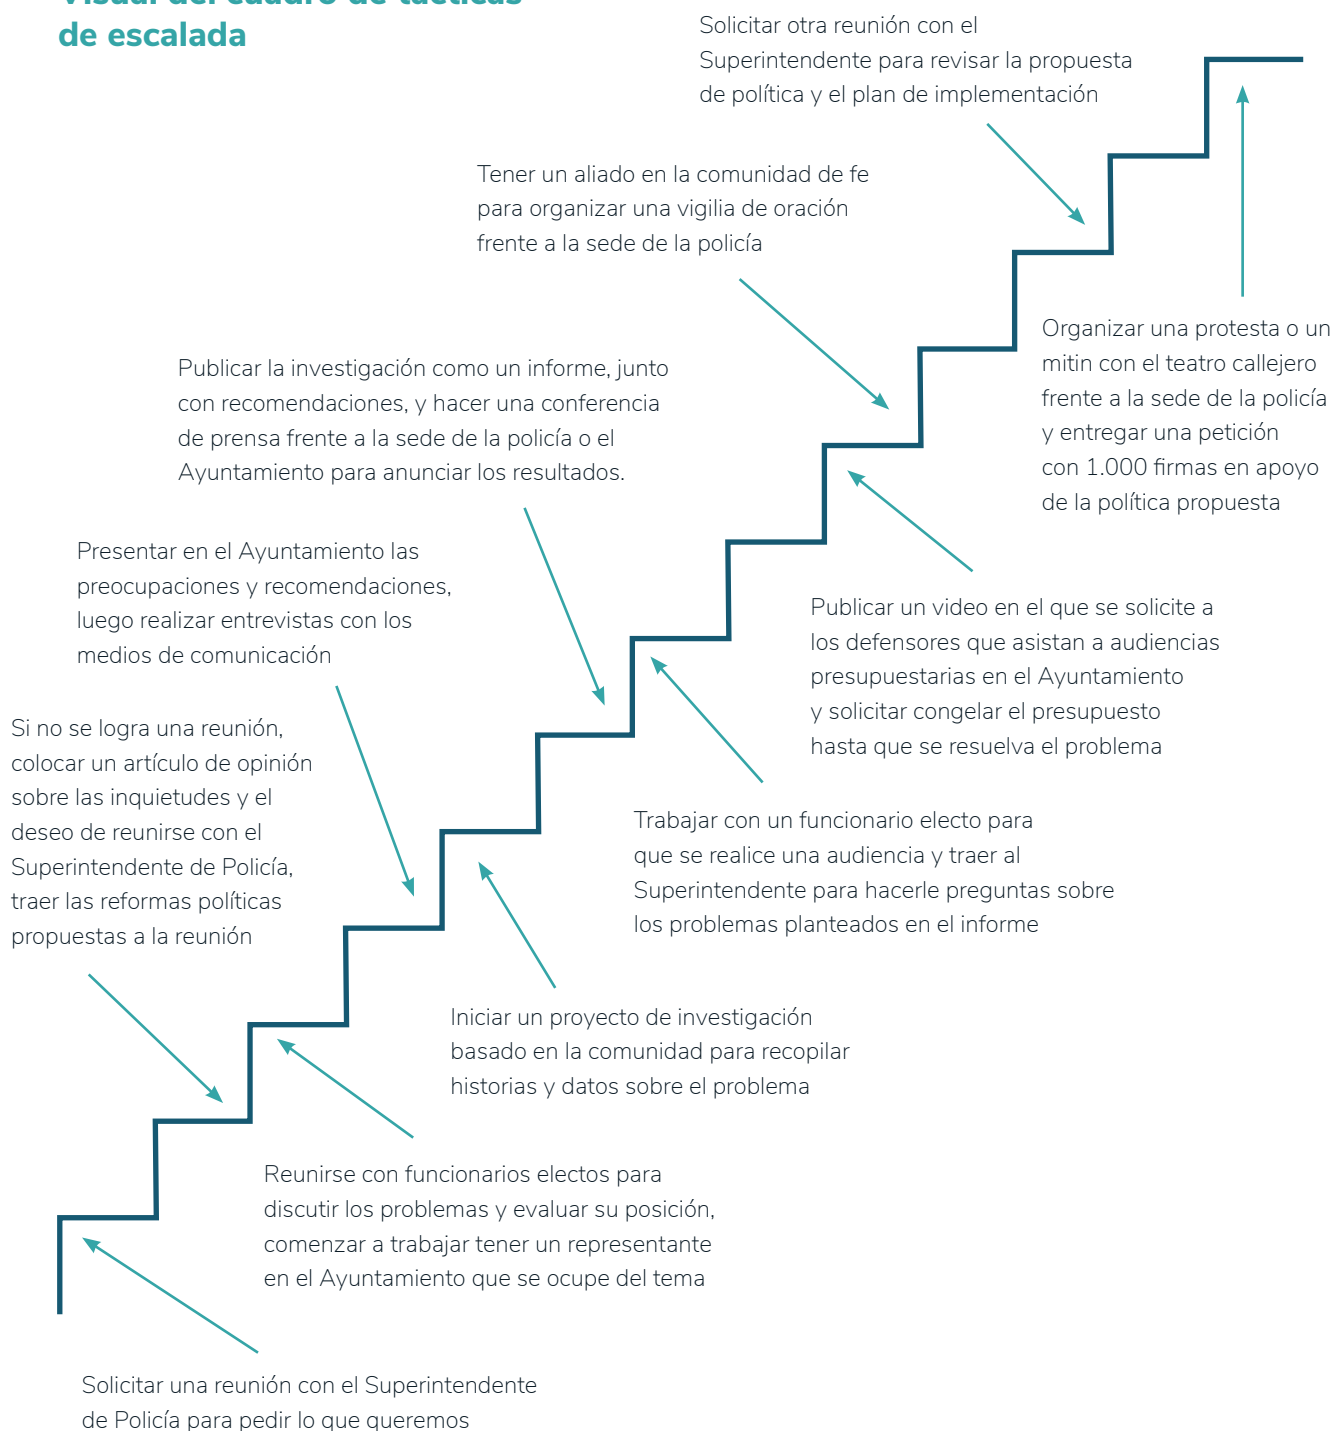 Visual del cuadro de tácticas
de escalada
Solicitar otra reunión con el
Superintendente para revisar la propuesta
de política y el plan de implementación
Tener un aliado en la comunidad de fe
para organizar una vigilia de oración
frente a la sede de la policía
Organizar una protesta o un
mitin con el teatro callejero
frente a la sede de la policía
y entregar una petición
con 1.000 firmas en apoyo
de la política propuesta
Publicar la investigación como un informe, junto
con recomendaciones, y hacer una conferencia
de prensa frente a la sede de la policía o el
Ayuntamiento para anunciar los resultados.
Presentar en el Ayuntamiento las
preocupaciones y recomendaciones,
luego realizar entrevistas con los
medios de comunicación
Publicar un video en el que se solicite a
los defensores que asistan a audiencias
presupuestarias en el Ayuntamiento
y solicitar congelar el presupuesto
hasta que se resuelva el problema
Si no se logra una reunión,
colocar un artículo de opinión
sobre las inquietudes y el
deseo de reunirse con el
Superintendente de Policía,
traer las reformas políticas
propuestas a la reunión
Trabajar con un funcionario electo para
que se realice una audiencia y traer al
Superintendente para hacerle preguntas sobre
los problemas planteados en el informe
Iniciar un proyecto de investigación
basado en la comunidad para recopilar
historias y datos sobre el problema
Reunirse con funcionarios electos para
discutir los problemas y evaluar su posición,
comenzar a trabajar tener un representante
en el Ayuntamiento que se ocupe del tema
Solicitar una reunión con el Superintendente
de Policía para pedir lo que queremos